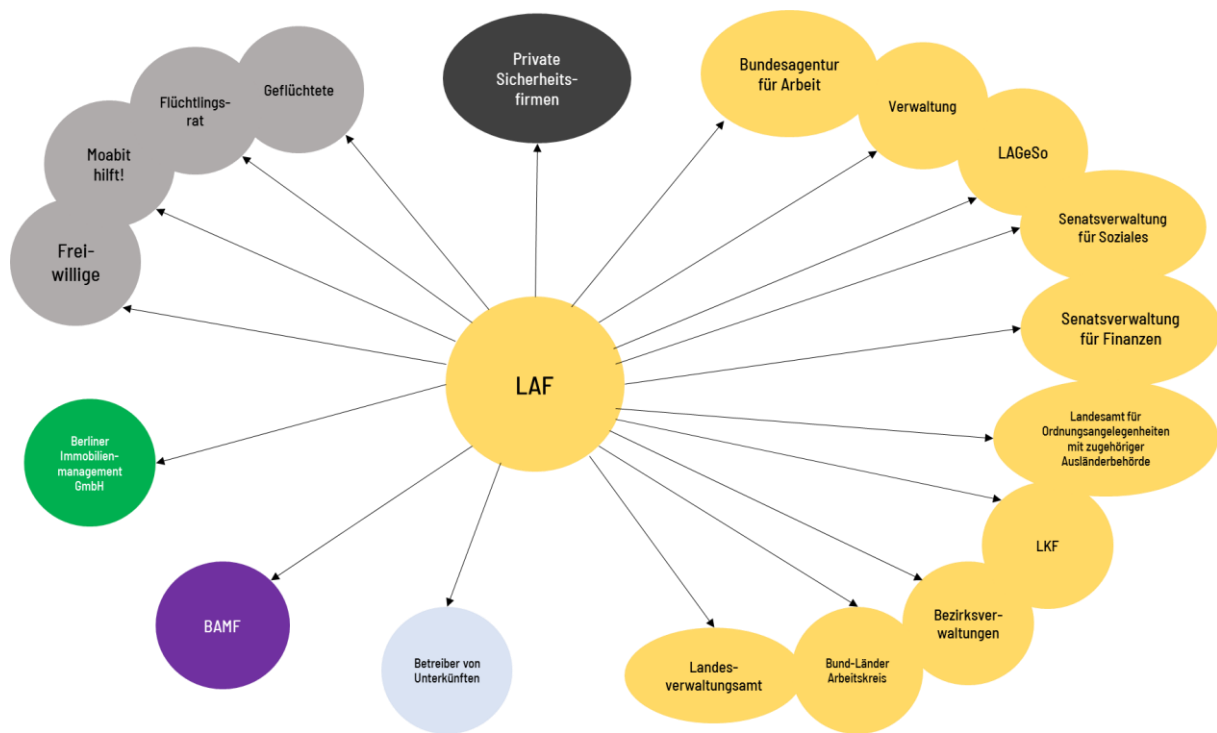 Private
Sicherheits-
firmen
Bundesagentur
für Arbeit
Verwaltung
LAGeSo
Senatsverwaltung
für Soziales
Senatsverwaltung
für Finanzen
Landesamt für
Ordnungsangelegenheiten
mit zugehöriger
Ausländerbehörde
LKF
Bezirksver-
waltungen
Bund-Länder
Arbeitskreis
Landes-
verwaltungsamt
Betreiber von
Unterkünften
BAMF
Berliner
Immobilien-
management
GmbH
Frei-
willige
Moabit
hilft!
Flüchtlings-
rat
Geflüchtete
LAF